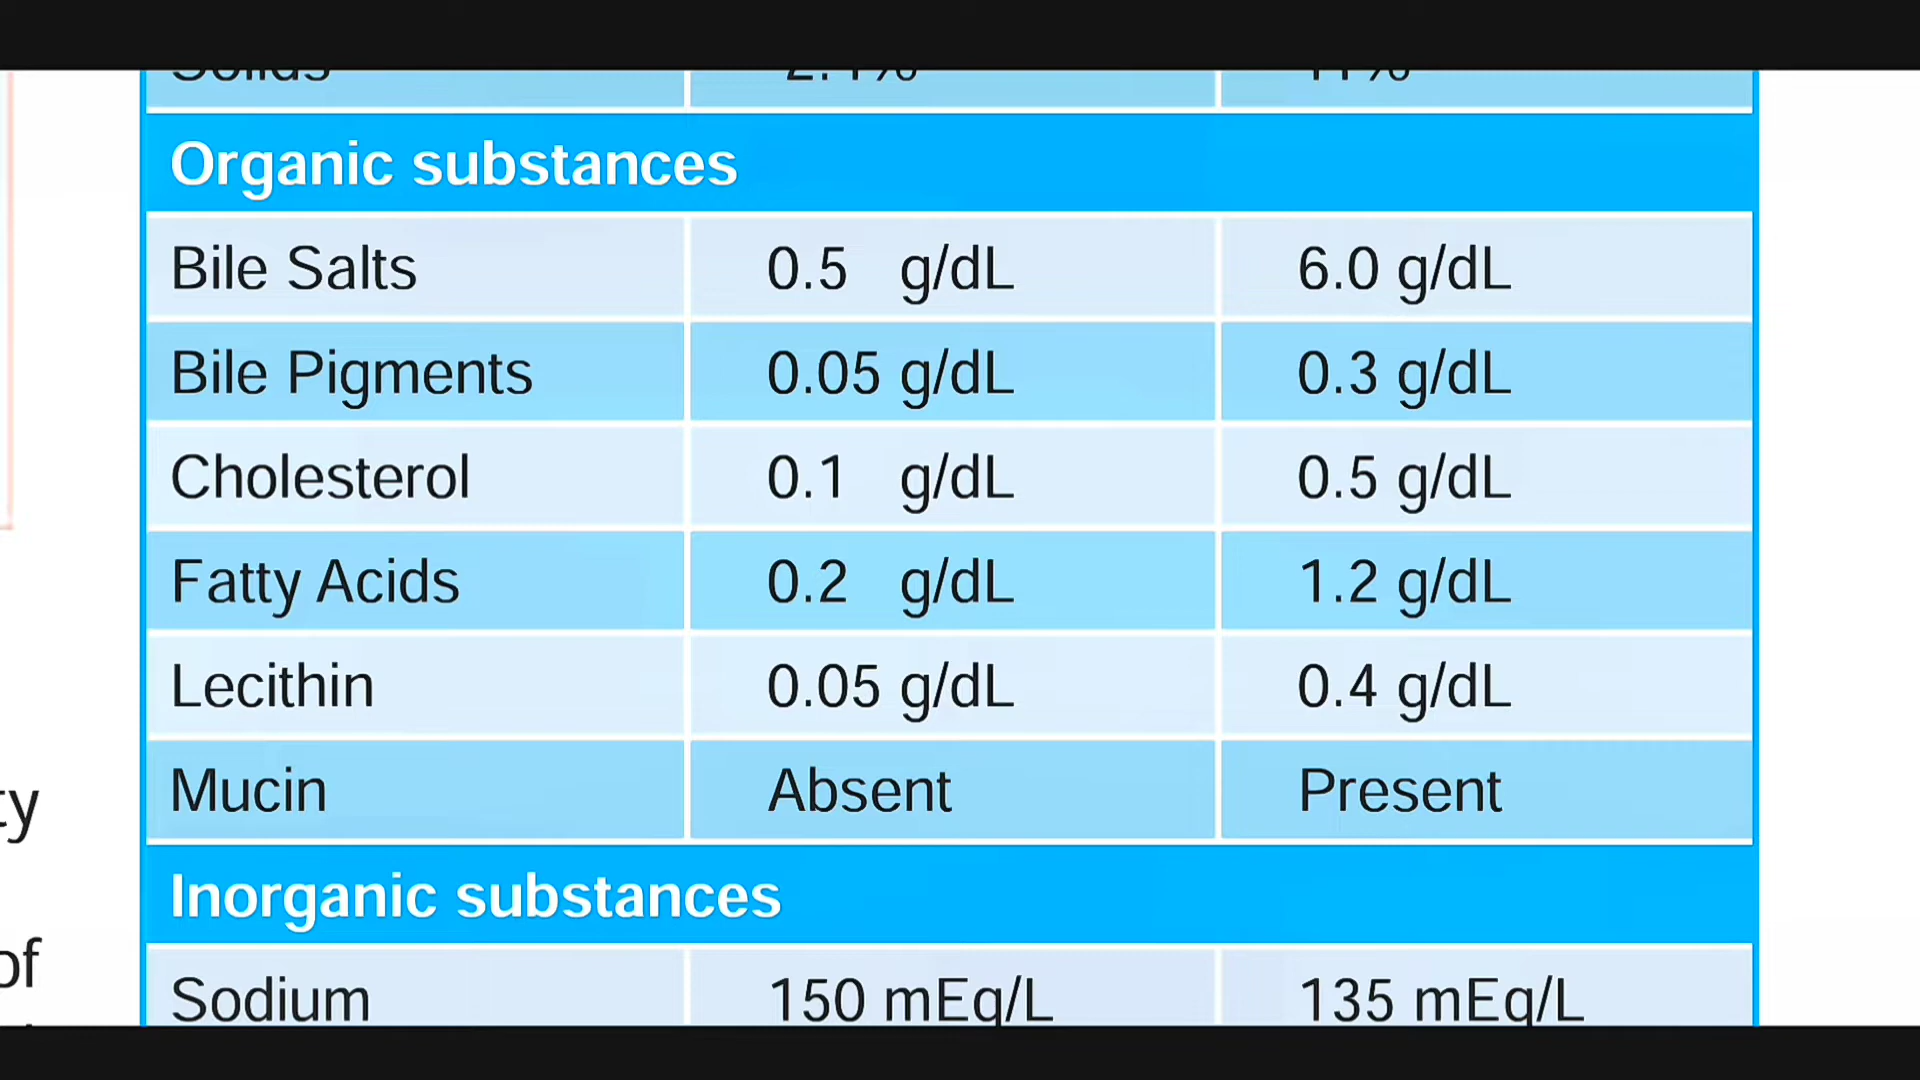 Solids
Organic substances
Bile Salts 0.5 g/dL 6.0 g/dL
Bile Pigments 0.05 g/dL 0.3 g/dL
Cholesterol 0.1 g/dL 0.5 g/dL
Fatty Acids 0.2 g/dL 1.2 g/dL
Lecithin 0.05 g/dL 0.4 g/dL
Mucin Absent Present
Inorganic substances
of
Sodium 150 mEq/L 135 mEq/L